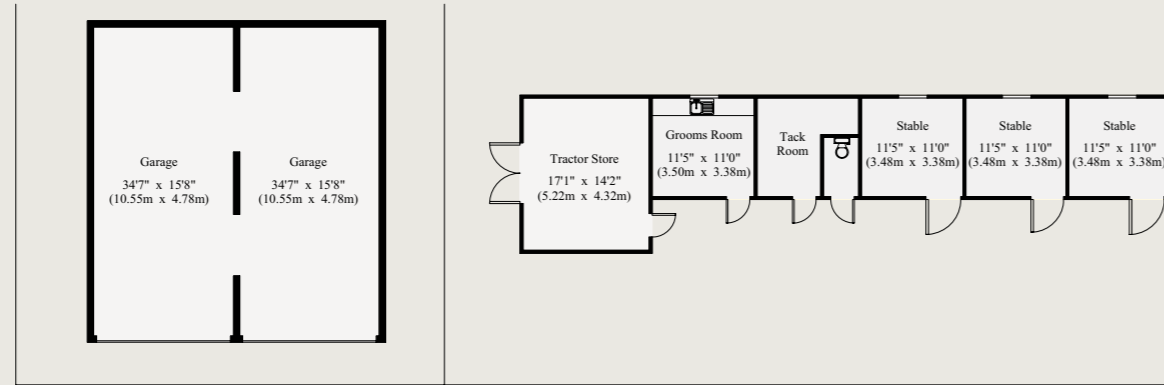 Garage
34'7" x 15'8"
(10.55m x 4.78m)
Garage
34'7" x 15'8"
(10.55m x 4.78m)
Tractor Store
17'1" x 14'2"
(5.22m x 4.32m)
Grooms Room
11'5" x 11'0"
(3.50m x 3.38m)
Tack
Room
Stable
11'5" x 11'0"
(3.48m x 3.38m)
Stable
11'5" x 11'0"
(3.48m x 3.38m)
Stable
11'5" x 11'0"
(3.48m x 3.38m)